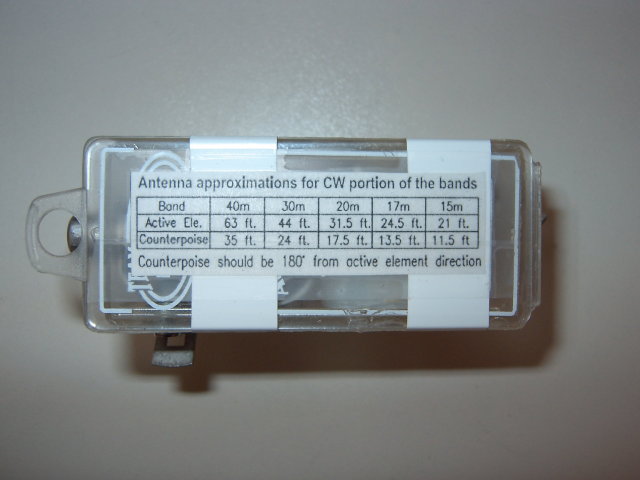 Antenna approximations for CW portion of the bands
Band 40m 30m 20m 17m 15m
Active Ele. 63 ft. 44 ft. 31.5 ft. 24.5 ft. 21 ft.
Counterpoise 35 ft. 24 ft. 17.5 ft. 13.5 ft. 11.5 ft
Counterpoise should be 180° from active element direction